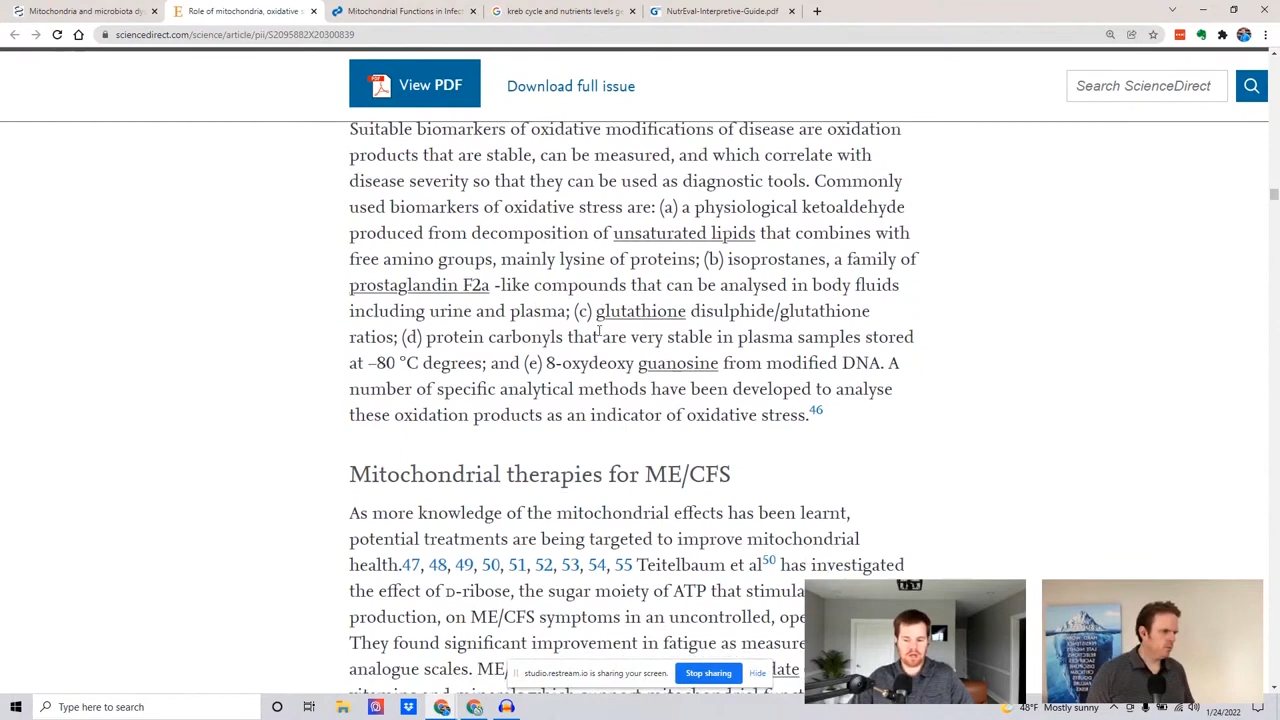 Mitochondria and microbiota dy
Role of mitochondria, oxidative s
Mitochondrial Functions in Infect
kreb cycle and nutrients levels ge
NutrEval-Interpretive-Guide.pdf
sciencedirect.com/science/article/pii/S2095882X20300839
View PDF
Download full issue
Search ScienceDirect
Suitable biomarkers of oxidative modifications of disease are oxidation
products that are stable, can be measured, and which correlate with
disease severity so that they can be used as diagnostic tools. Commonly
used biomarkers of oxidative stress are: (a) a physiological ketoaldehyde
produced from decomposition of unsaturated lipids that combines with
free amino groups, mainly lysine of proteins; (b) isoprostanes, a family of
prostaglandin F2a -like compounds that can be analysed in body fluids
including urine and plasma; (c) glutathione disulphide/glutathione
ratios; (d) protein carbonyls that are very stable in plasma samples stored
at –80 °C degrees; and (e) 8-oxydeoxy guanosine from modified DNA. A
number of specific analytical methods have been developed to analyse
these oxidation products as an indicator of oxidative stress.46
Mitochondrial therapies for ME/CFS
As more knowledge of the mitochondrial effects has been learnt,
potential treatments are being targeted to improve mitochondrial
health.47, 48, 49, 50, 51, 52, 53, 54, 55 Teitelbaum et al50 has investigated
the effect of D-ribose, the sugar moiety of ATP that stimula
production, on ME/CFS symptoms in an uncontrolled, ope
They found significant improvement in fatigue as measure
analogue scales. ME/
late
studio.restream.io is sharing your screen.
Stop sharing
Hide
Type here to search
48°F Mostly sunny
1/24/2022